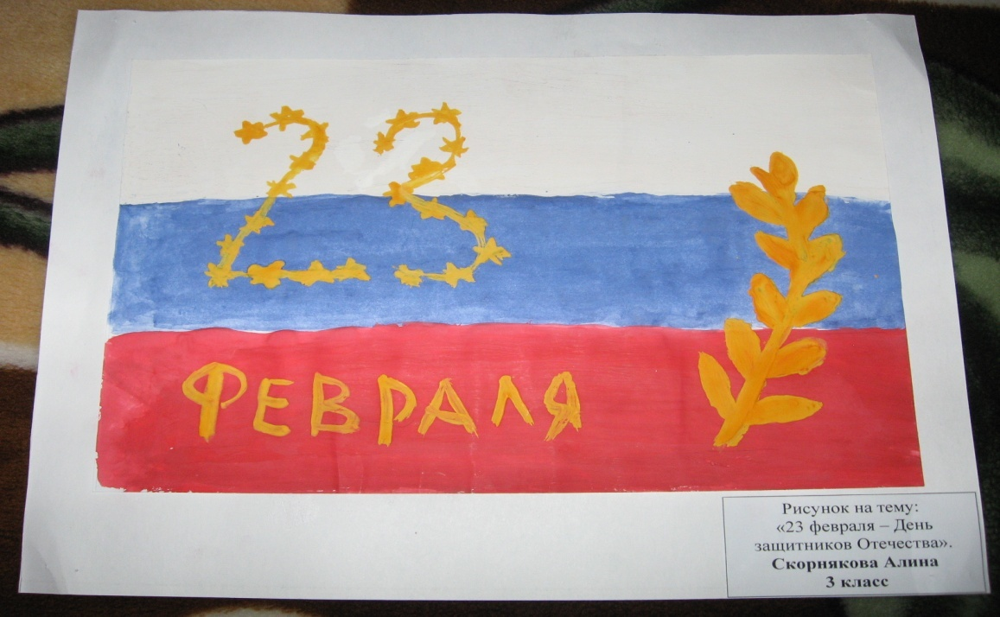 23
ФЕВРАЛЯ
Рисунок на тему:
«23 февраля – День
защитников Отечества».
Скорнякова Алина
3 класс